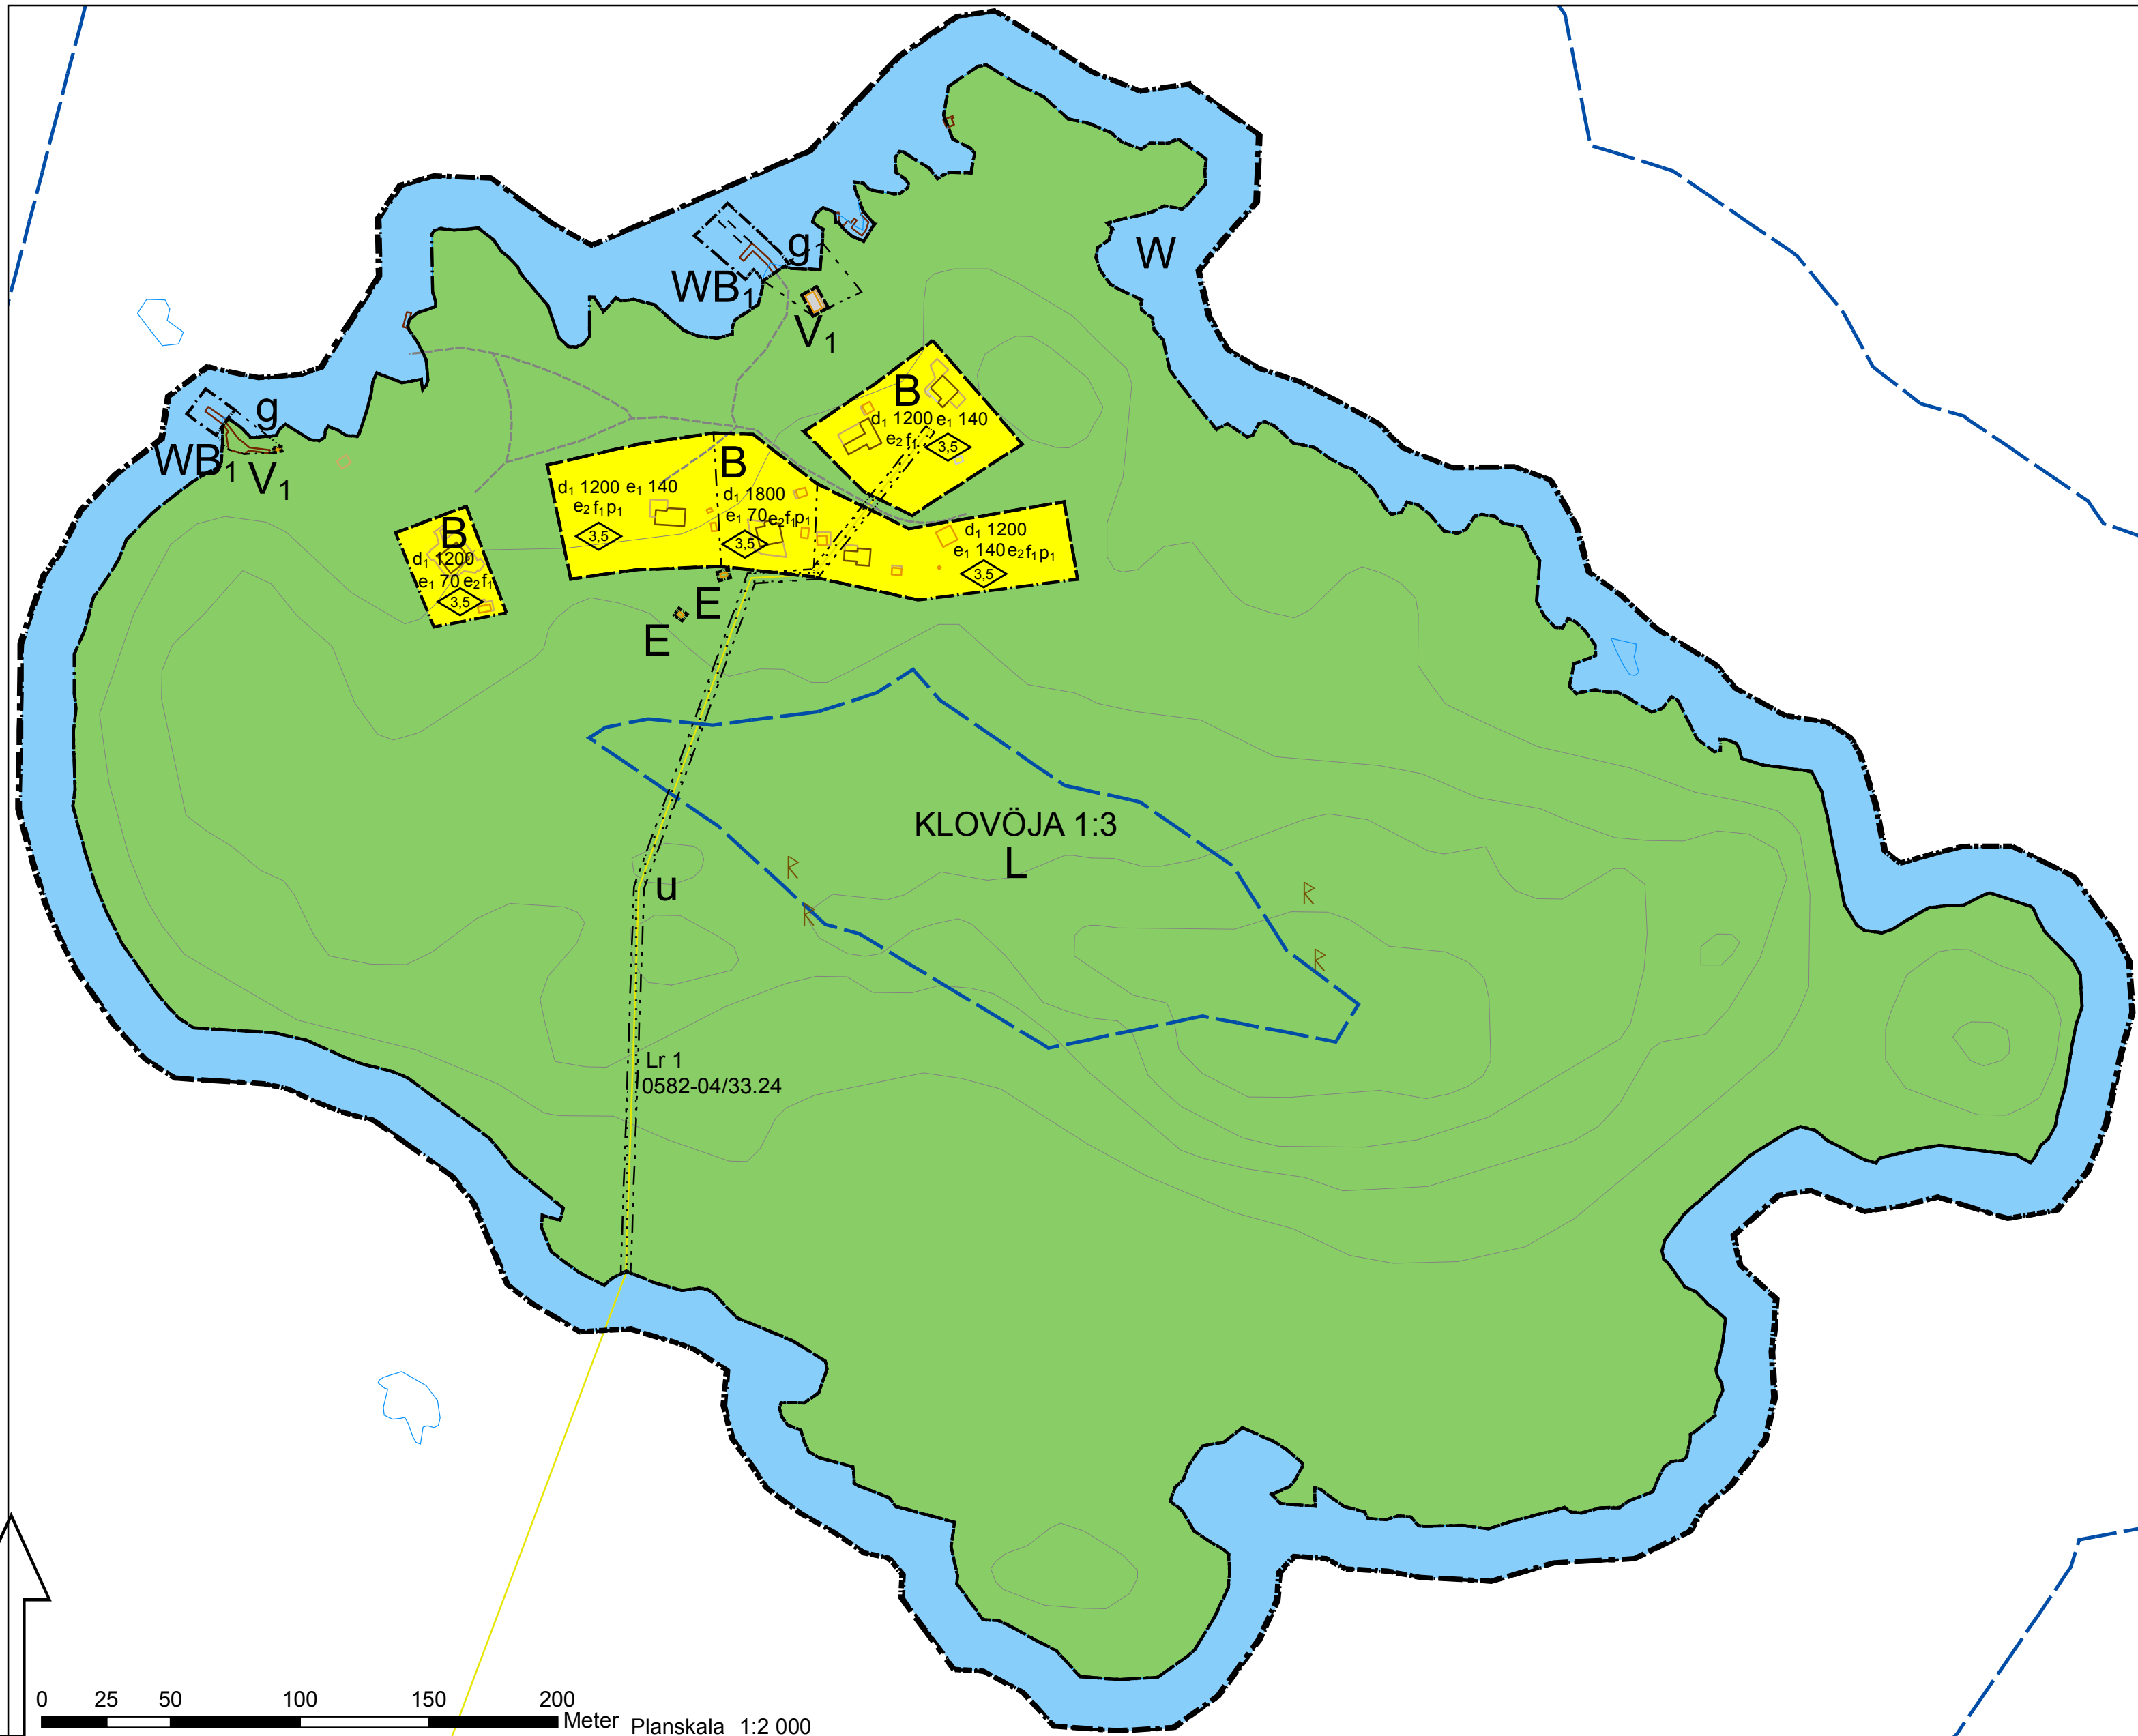 W
g
WB1
V1
B
d1 1200 e1 140
e2 f1
3,5
g
WB1
V1
B
d1 1200 e1 140
e2 f1 p1
3,5
d1 1800
e1 70 e2 f1 p1
3,5
d1 1200
e1 140 e2 f1 p1
3,5
B
d1 1200
e1 70 e2 f1
3,5
E
E
KLOVÖJA 1:3
L
R
R
R
R
u
Lr 1
0582-04/33.24
0 25 50 100 150 200
Meter Planskala 1:2 000